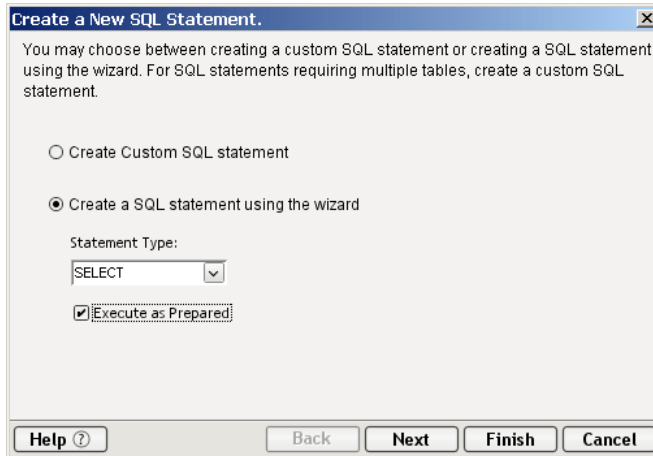 Create a New SQL Statement.
You may choose between creating a custom SQL statement or creating a SQL statement
using the wizard. For SQL statements requiring multiple tables, create a custom SQL
statement.
Create Custom SQL statement
Create a SQL statement using the wizard
Statement Type:
SELECT
Execute as Prepared
Help ?
Back
Next
Finish
Cancel